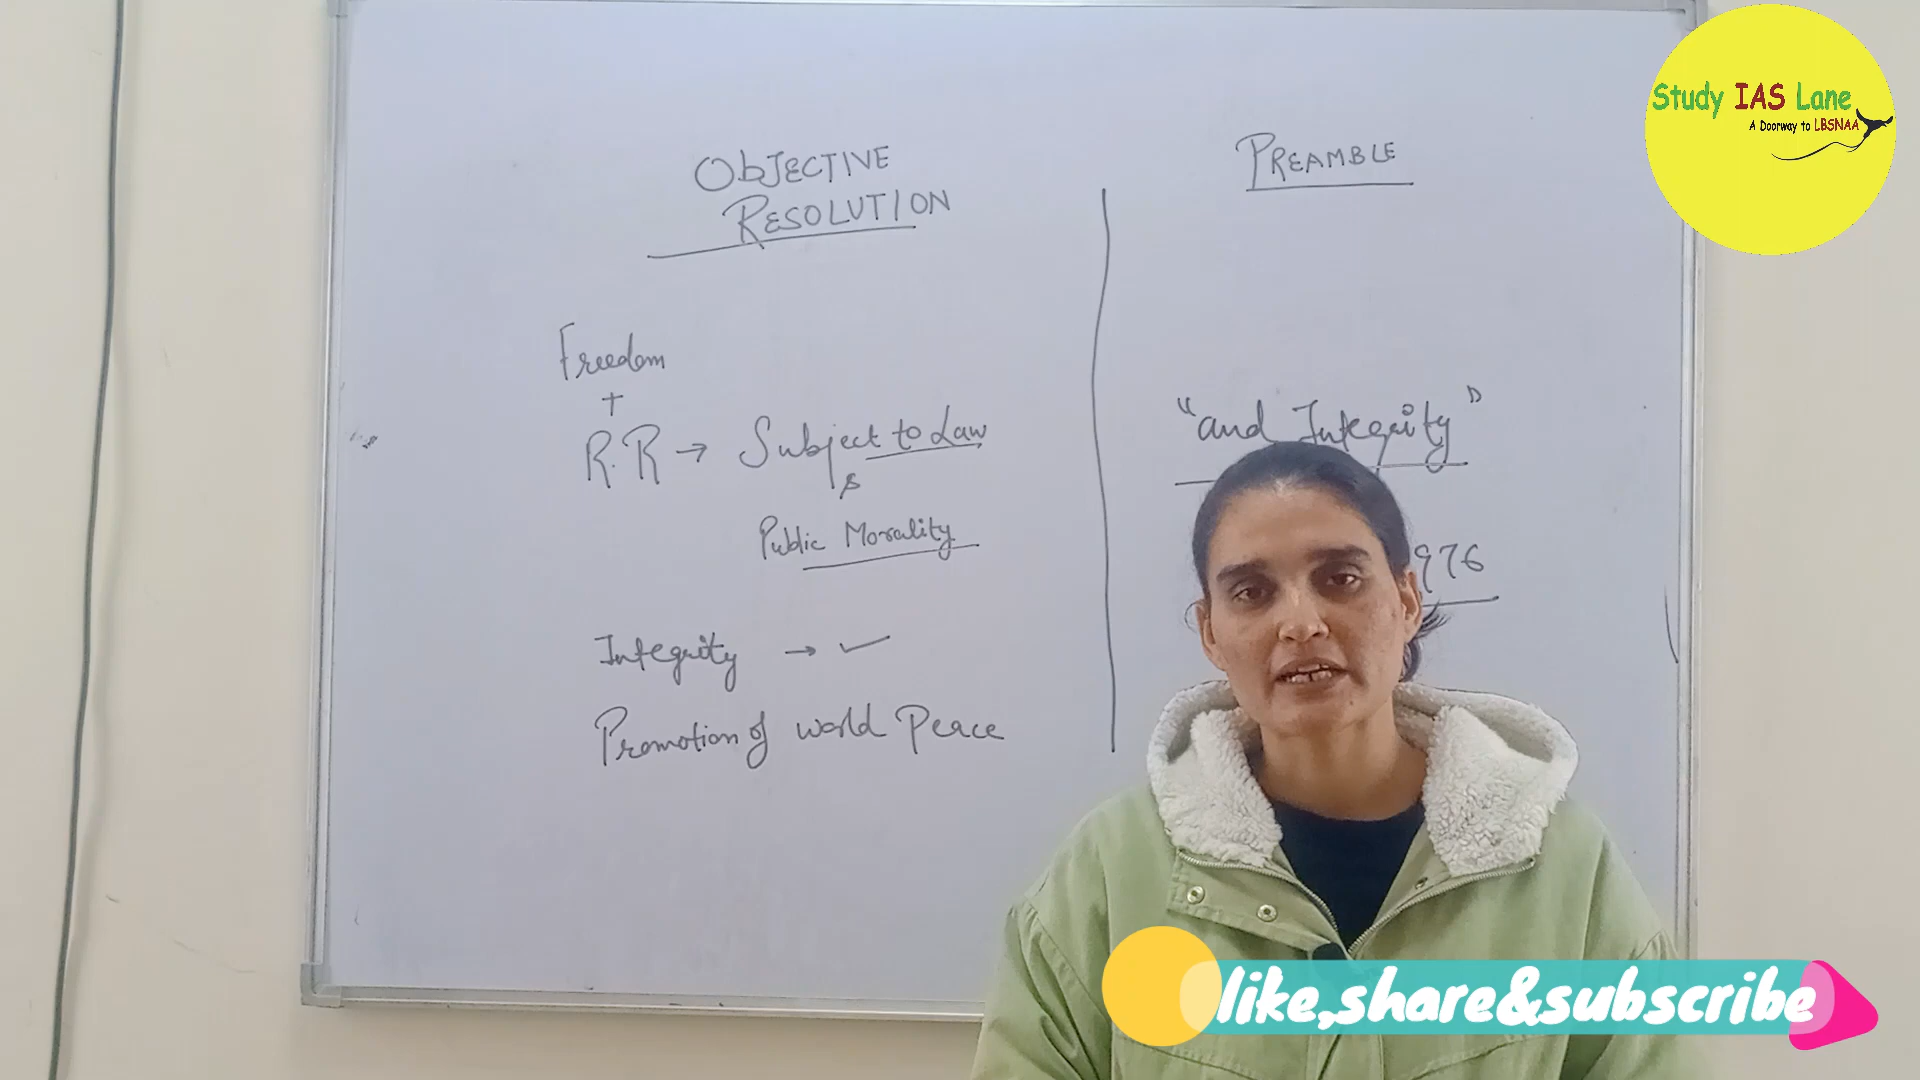 OBJECTIVE
RESOLUTION
Freedom
+
R.R → Subject to Law
&
Public Morality
Integrity → ✓
Promotion of world Peace
PREAMBLE
"and Integrity"
976
Study IAS Lane
A Doorway to LBSNAA
like,share&subscribe